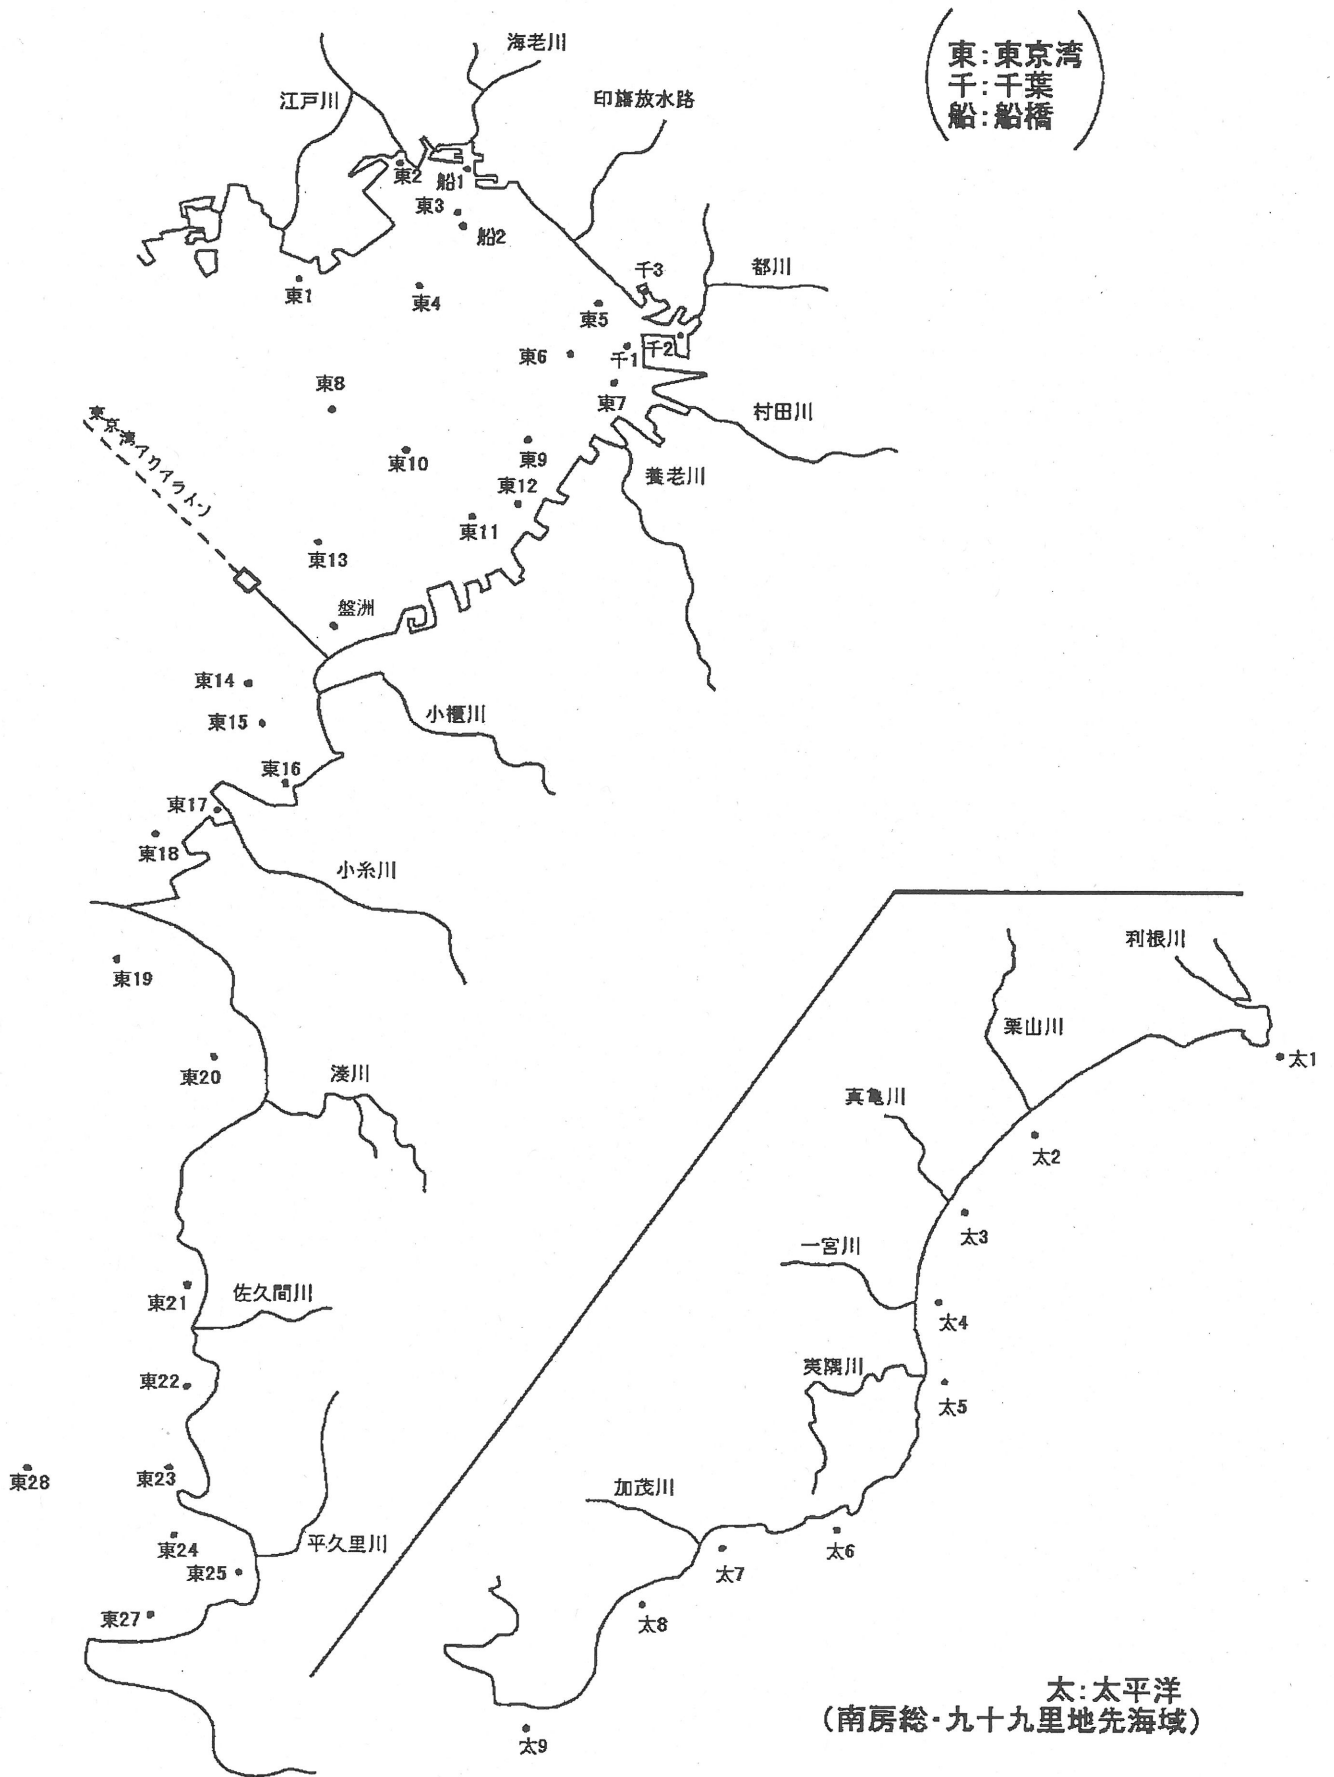 東:東京湾
千:千葉
船:船橋
海老川
江戸川
印旛放水路
東2
船1
東3
船2
東1
東4
千3
都川
東5
東6
千1
千2
東8
東7
村田川
東京湾アクアライン
東10
東9
養老川
東12
東11
東13
盤洲
東14
東15
小櫃川
東16
東17
東18
小糸川
東19
東20
湊川
東21
佐久間川
東22
東28
東23
東24
平久里川
東25
東27
利根川
栗山川
太1
真亀川
太2
一宮川
太3
太4
夷隅川
太5
加茂川
太6
太7
太8
太9
太:太平洋
(南房総・九十九里地先海域)